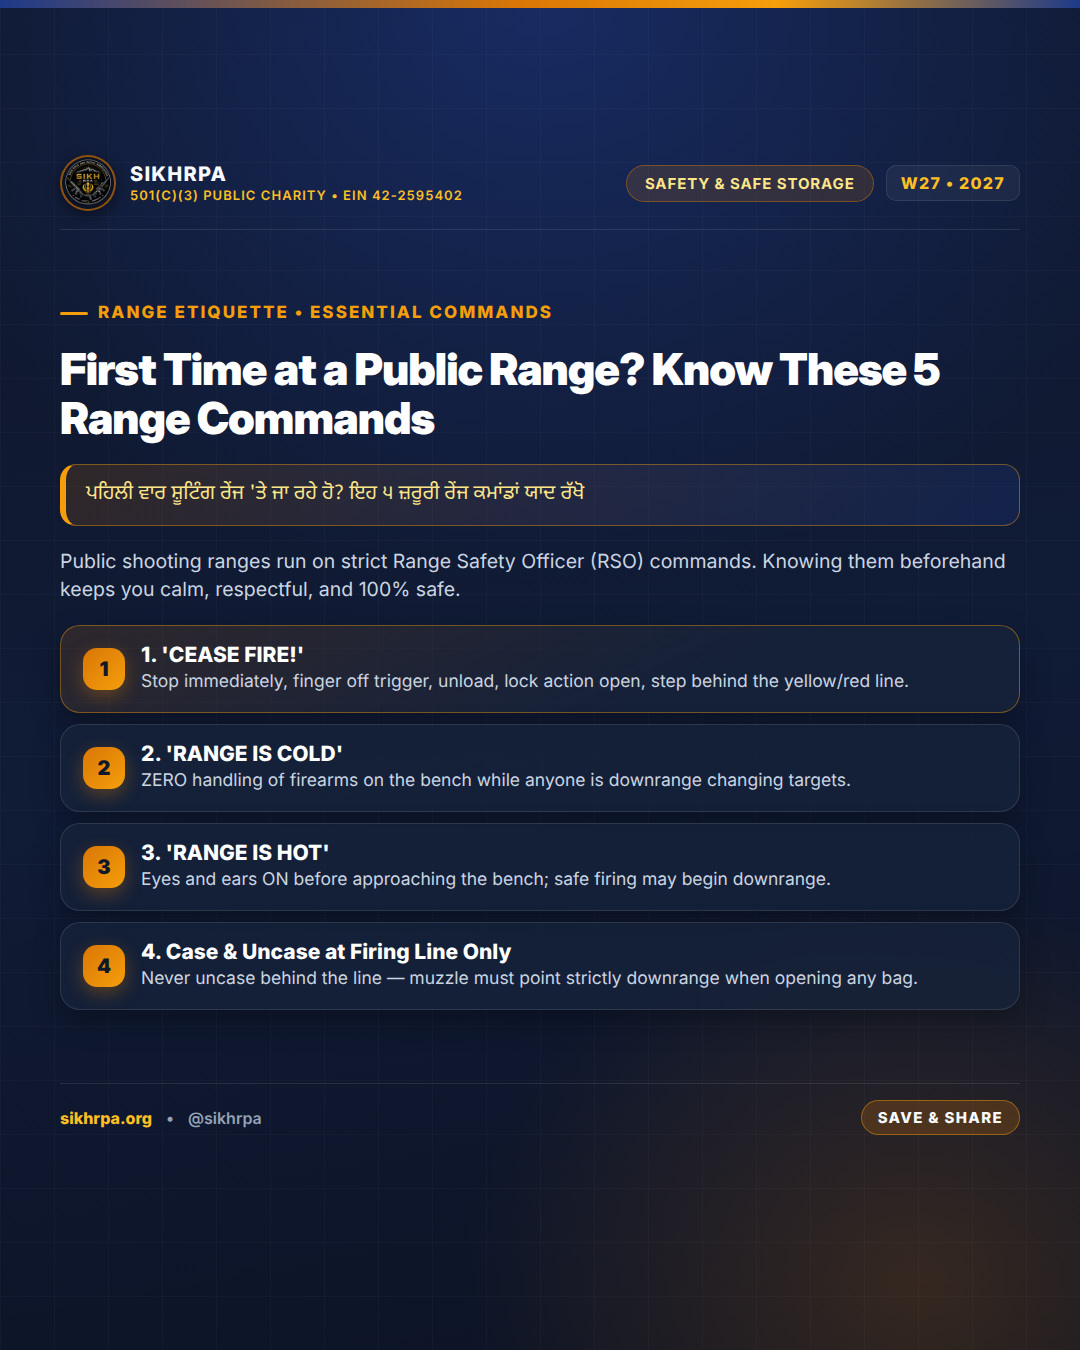 SIKH
SIKHRPA
501(C)(3) PUBLIC CHARITY • EIN 42-2595402
SAFETY & SAFE STORAGE
W27 • 2027
RANGE ETIQUETTE • ESSENTIAL COMMANDS
First Time at a Public Range? Know These 5
Range Commands
ਪਹਿਲੀ ਵਾਰ ਸ਼ੂਟਿੰਗ ਰੇਂਜ 'ਤੇ ਜਾ ਰਹੇ ਹੋ? ਇਹ ੫ ਜ਼ਰੂਰੀ ਰੇਂਜ ਕਮਾਂਡਾਂ ਯਾਦ ਰੱਖੋ
Public shooting ranges run on strict Range Safety Officer (RSO) commands. Knowing them beforehand
keeps you calm, respectful, and 100% safe.
1
1. 'CEASE FIRE!'
Stop immediately, finger off trigger, unload, lock action open, step behind the yellow/red line.
2
2. 'RANGE IS COLD'
ZERO handling of firearms on the bench while anyone is downrange changing targets.
3
3. 'RANGE IS HOT'
Eyes and ears ON before approaching the bench; safe firing may begin downrange.
4
4. Case & Uncase at Firing Line Only
Never uncase behind the line — muzzle must point strictly downrange when opening any bag.
sikhrpa.org • @sikhrpa
SAVE & SHARE